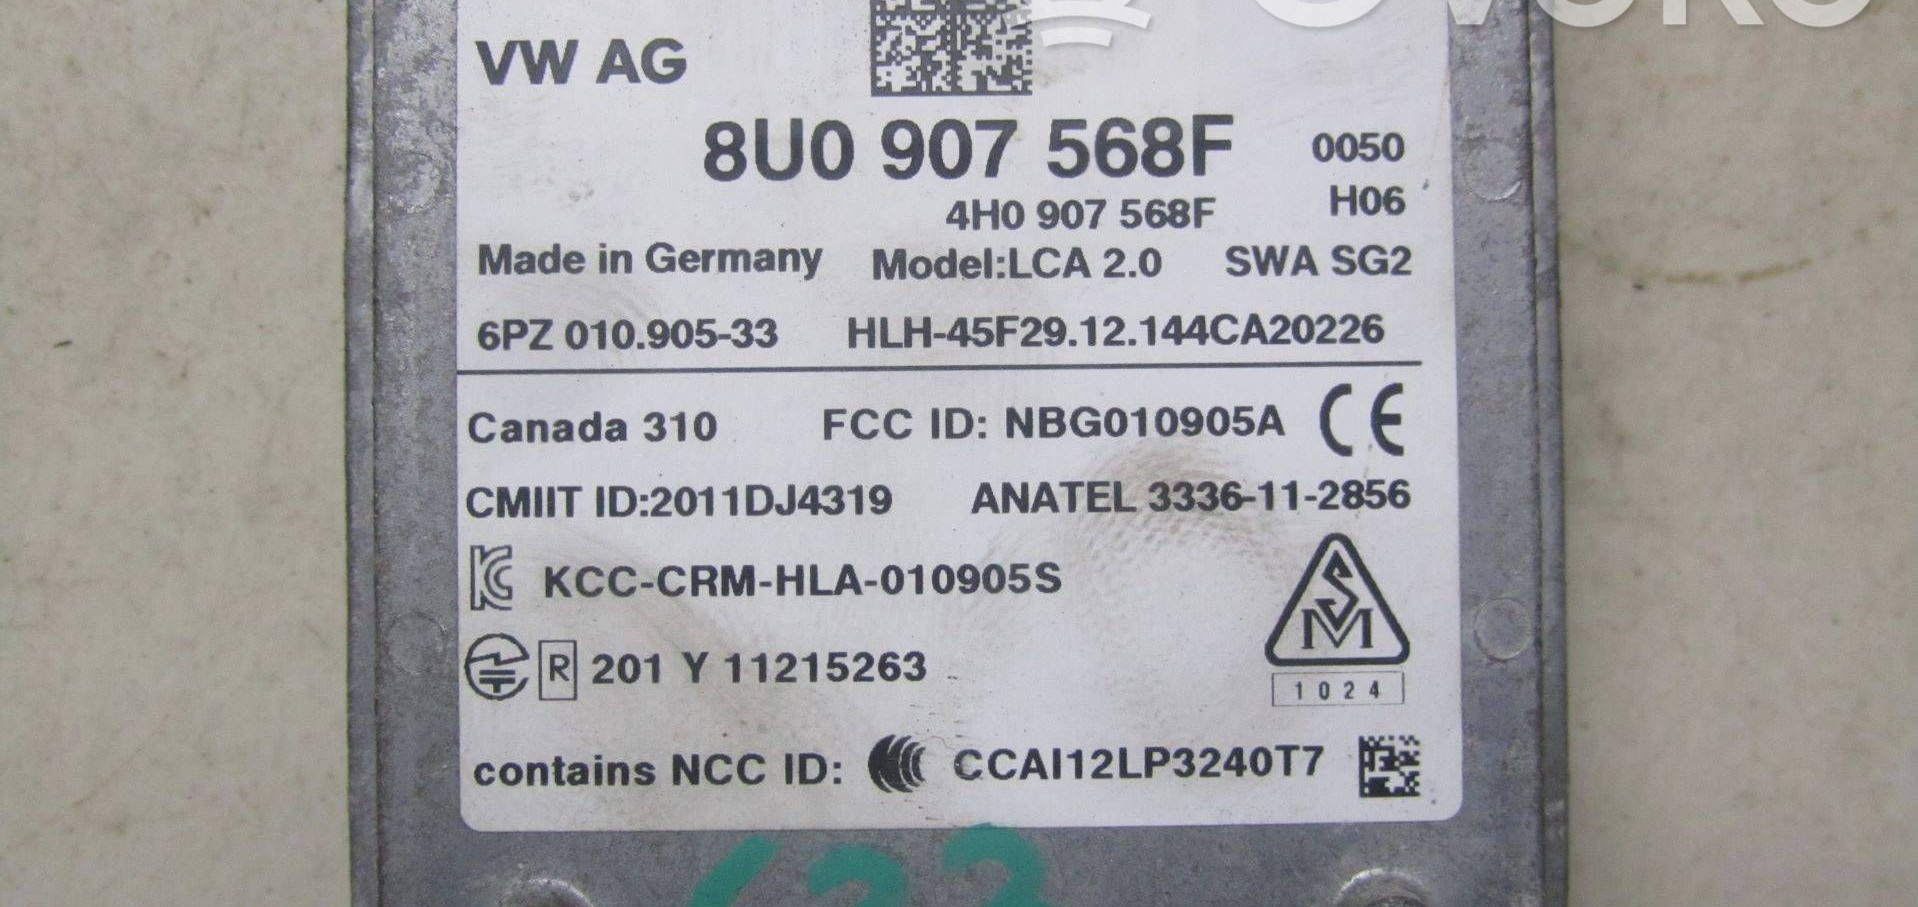 VW AG
8U0 907 568F 0050
4H0 907 568F H06
Made in Germany Model:LCA 2.0 SWA SG2
6PZ 010.905-33 HLH-45F29.12.144CA20226
Canada 310 FCC ID: NBG010905A CE
CMIIT ID:2011DJ4319 ANATEL 3336-11-2856
KCC-CRM-HLA-010905S
SM
R 201 Y 11215263
1024
contains NCC ID: CCAI12LP3240T7